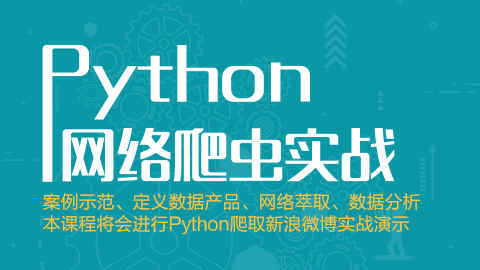 Python
网络爬虫实战
案例示范、定义数据产品、网络萃取、数据分析
本课程将会进行Python爬取新浪微博实战演示